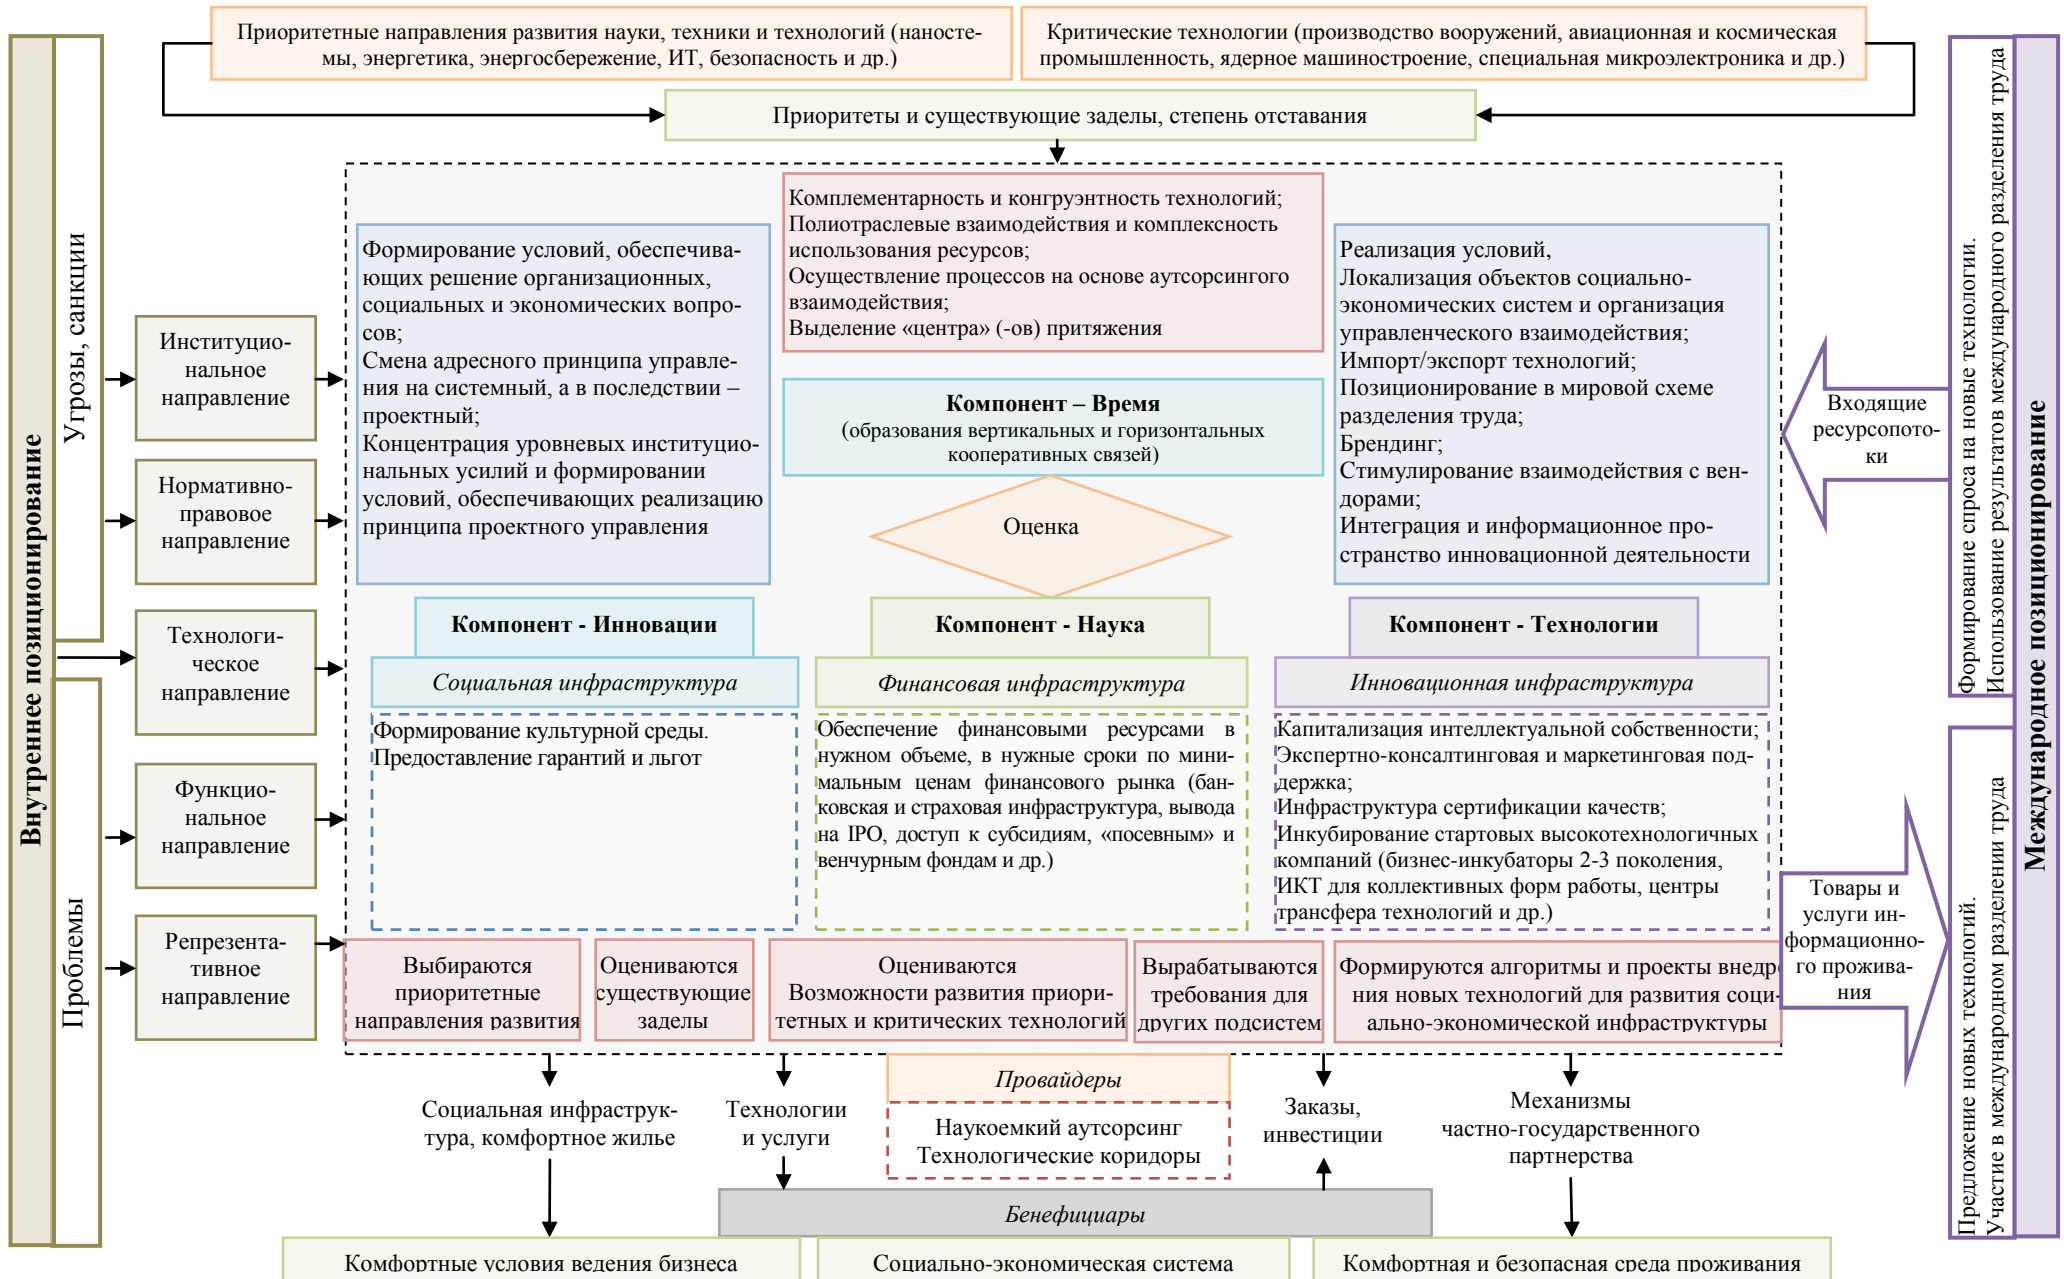 Приоритетные направления развития науки, техники и технологий (наносте-
мы, энергетика, энергосбережение, ИТ, безопасность и др.)
Критические технологии (производство вооружений, авиационная и космическая
промышленность, ядерное машиностроение, специальная микроэлектроника и др.)
Приоритеты и существующие заделы, степень отставания
Внутреннее позиционирование
Угрозы, санкции
Проблемы
Институцио-
нальное
направление
Нормативно-
правовое
направление
Технологи-
ческое
направление
Функцио-
нальное
направление
Репрезента-
тивное
направление
Формирование условий, обеспечива-
ющих решение организационных,
социальных и экономических вопро-
сов;
Смена адресного принципа управле-
ния на системный, а в последствии –
проектный;
Концентрация уровневых институцио-
нальных усилий и формировании
условий, обеспечивающих реализацию
принципа проектного управления
Комплементарность и конгруэнтность технологий;
Полиотраслевые взаимодействия и комплексность
использования ресурсов;
Осуществление процессов на основе аутсорсингого
взаимодействия;
Выделение «центра» (-ов) притяжения
Компонент – Время
(образования вертикальных и горизонтальных
кооперативных связей)
Оценка
Реализация условий,
Локализация объектов социально-
экономических систем и организация
управленческого взаимодействия;
Импорт/экспорт технологий;
Позиционирование в мировой схеме
разделения труда;
Брендинг;
Стимулирование взаимодействия с вен-
дорами;
Интеграция и информационное про-
странство инновационной деятельности
Компонент - Инновации
Социальная инфраструктура
Формирование культурной среды.
Предоставление гарантий и льгот
Компонент - Наука
Финансовая инфраструктура
Обеспечение финансовыми ресурсами в
нужном объеме, в нужные сроки по мини-
мальным ценам финансового рынка (бан-
ковская и страховая инфраструктура, вывода
на IPO, доступ к субсидиям, «посевным» и
венчурным фондам и др.)
Компонент - Технологии
Инновационная инфраструктура
Капитализация интеллектуальной собственности;
Экспертно-консалтинговая и маркетинговая под-
держка;
Инфраструктура сертификации качеств;
Инкубирование стартовых высокотехнологичных
компаний (бизнес-инкубаторы 2-3 поколения,
ИКТ для коллективных форм работы, центры
трансфера технологий и др.)
Выбираются
приоритетные
направления развития
Оцениваются
существующие
заделы
Оцениваются
Возможности развития приори-
тетных и критических технологий
Вырабатываются
требования для
других подсистем
Формируются алгоритмы и проекты внедре
ния новых технологий для развития соци-
ально-экономической инфраструктуры
Входящие
ресурсопото-
ки
Товары и
услуги ин-
формационно-
го прожива-
ния
Формирование спроса на новые технологии.
Использование результатов международного разделения труда
Предложение новых технологий.
Участие в международном разделении труда
Международное позиционирование
Социальная инфраструк-
тура, комфортное жилье
Технологии
и услуги
Провайдеры
Наукоемкий аутсорсинг
Технологические коридоры
Заказы,
инвестиции
Механизмы
частно-государственного
партнерства
Бенефициары
Комфортные условия ведения бизнеса
Социально-экономическая система
Комфортная и безопасная среда проживания